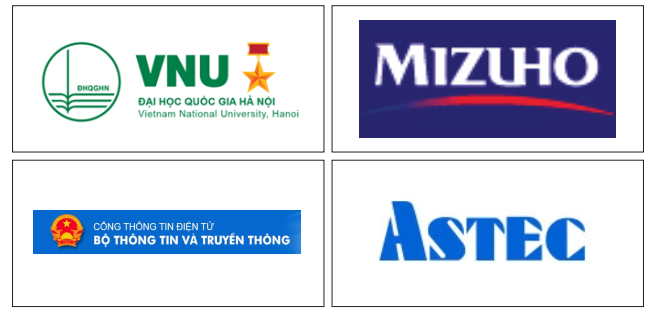 ĐHQGHN
VNU
ĐẠI HỌC QUỐC GIA HÀ NỘI
Vietnam National University, Hanoi
MIZUHO
CỔNG THÔNG TIN ĐIỆN TỬ
BỘ THÔNG TIN VÀ TRUYỀN THÔNG
ASTEC